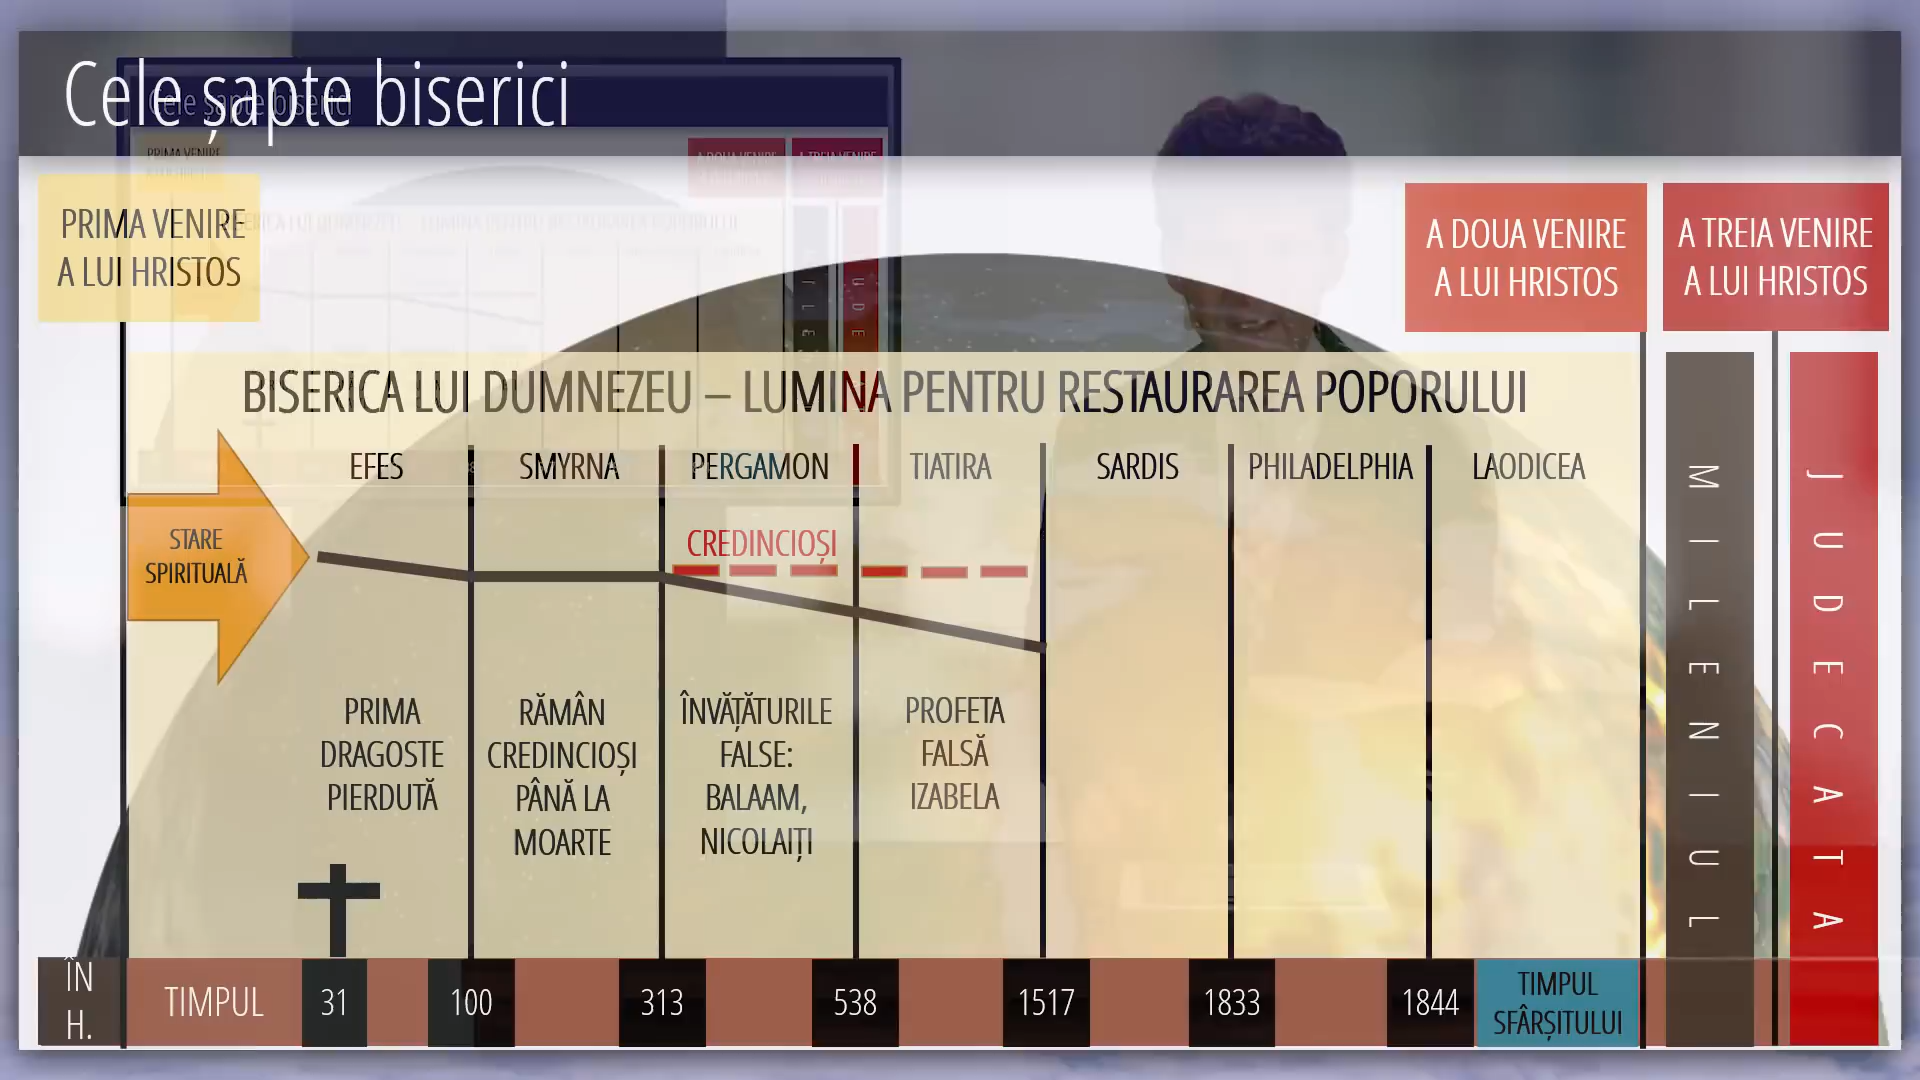 Cele șapte biserici
PRIMA VENIRE
A LUI HRISTOS
A DOUA VENIRE
A LUI HRISTOS
A TREIA VENIRE
A LUI HRISTOS
BISERICA LUI DUMNEZEU – LUMINA PENTRU RESTAURAREA POPORULUI
EFES
SMYRNA
PERGAMON
TIATIRA
SARDIS
PHILADELPHIA
LAODICEA
STARE
SPIRITUALĂ
CREDINCIOȘI
PRIMA
DRAGOSTE
PIERDUTĂ
RĂMÂN
CREDINCIOȘI
PÂNĂ LA
MOARTE
ÎNVĂȚĂTURILE
FALSE:
BALAAM,
NICOLAIȚI
PROFETA
FALSĂ
IZABELA
MILENIUL
JUDECATA
ÎN
H.
TIMPUL
31
100
313
538
1517
1833
1844
TIMPUL
SFÂRȘITULUI